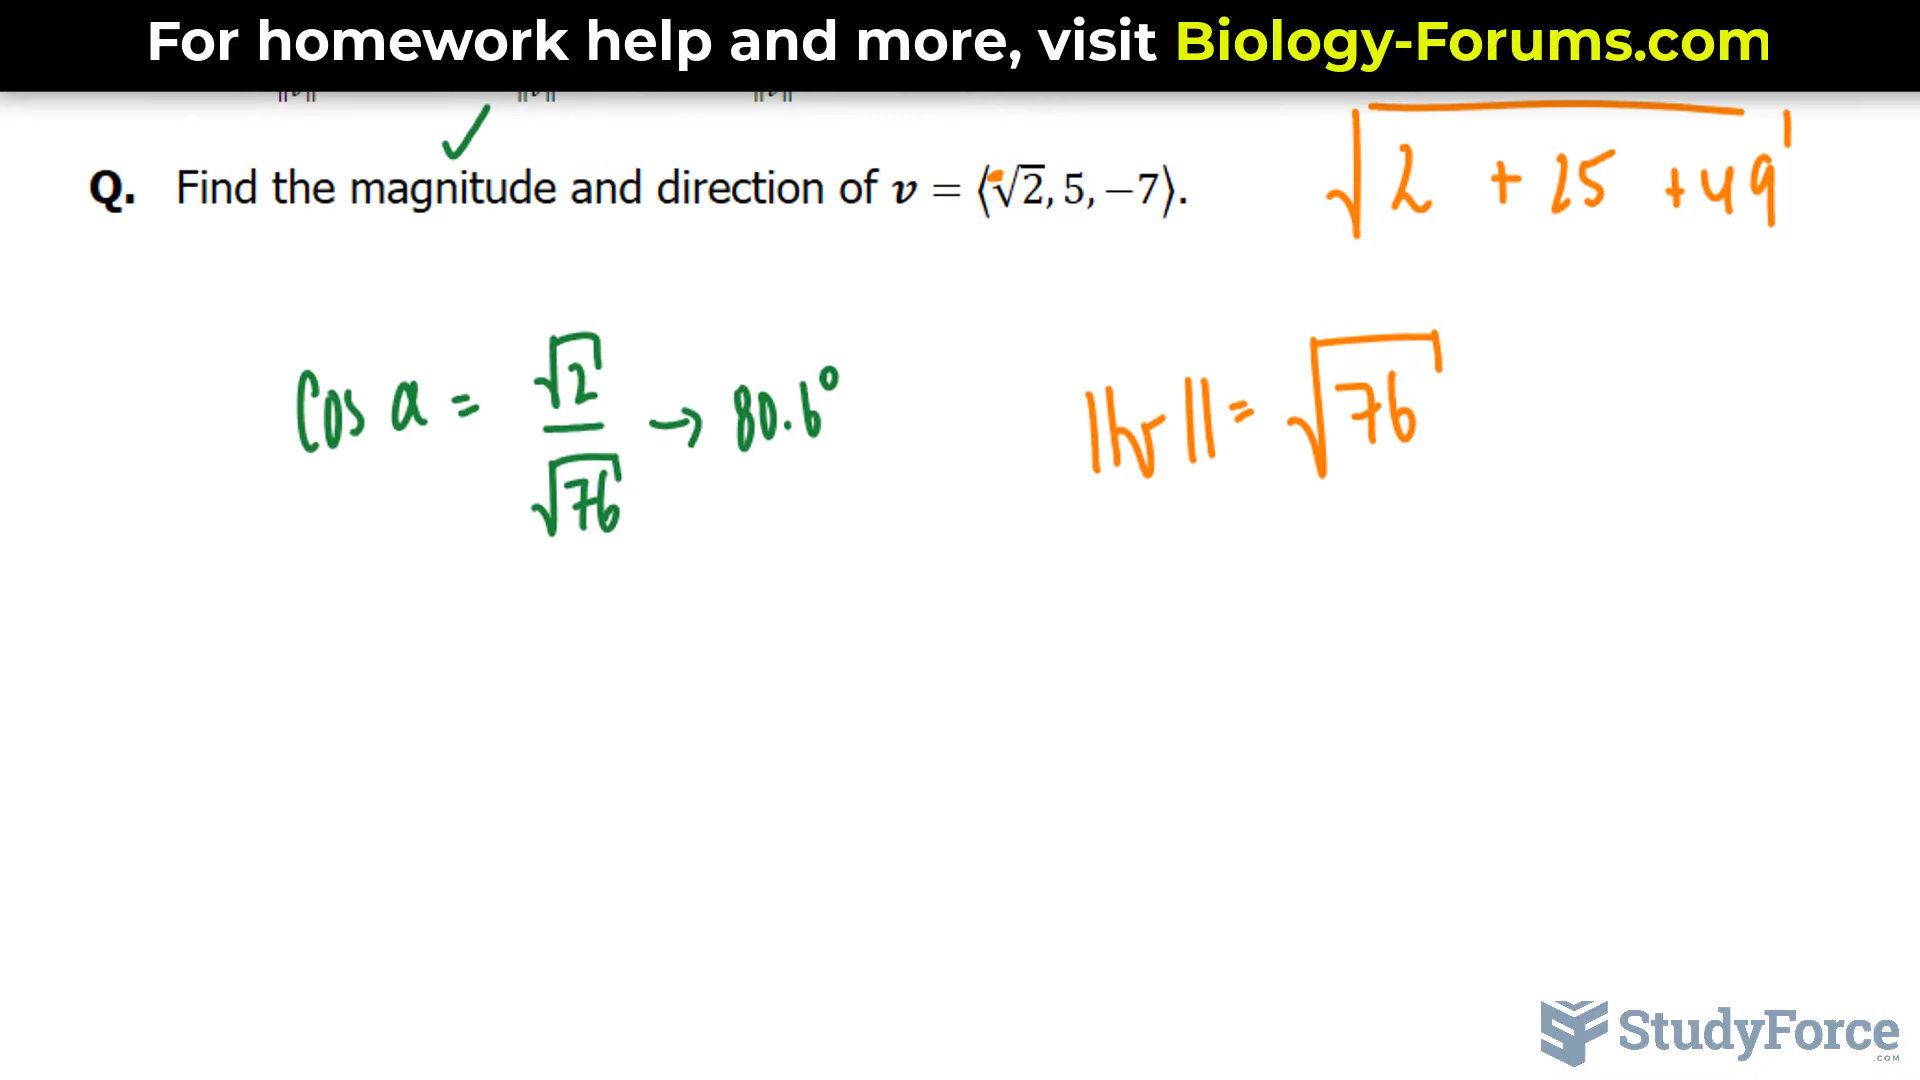 For homework help and more, visit Biology-Forums.com
√2 + 25 + 49
Q. Find the magnitude and direction of v = ⟨√2, 5, −7⟩.
Cos a = √2 / √76 → 80.6°
||v|| = √76
StudyForce
.COM